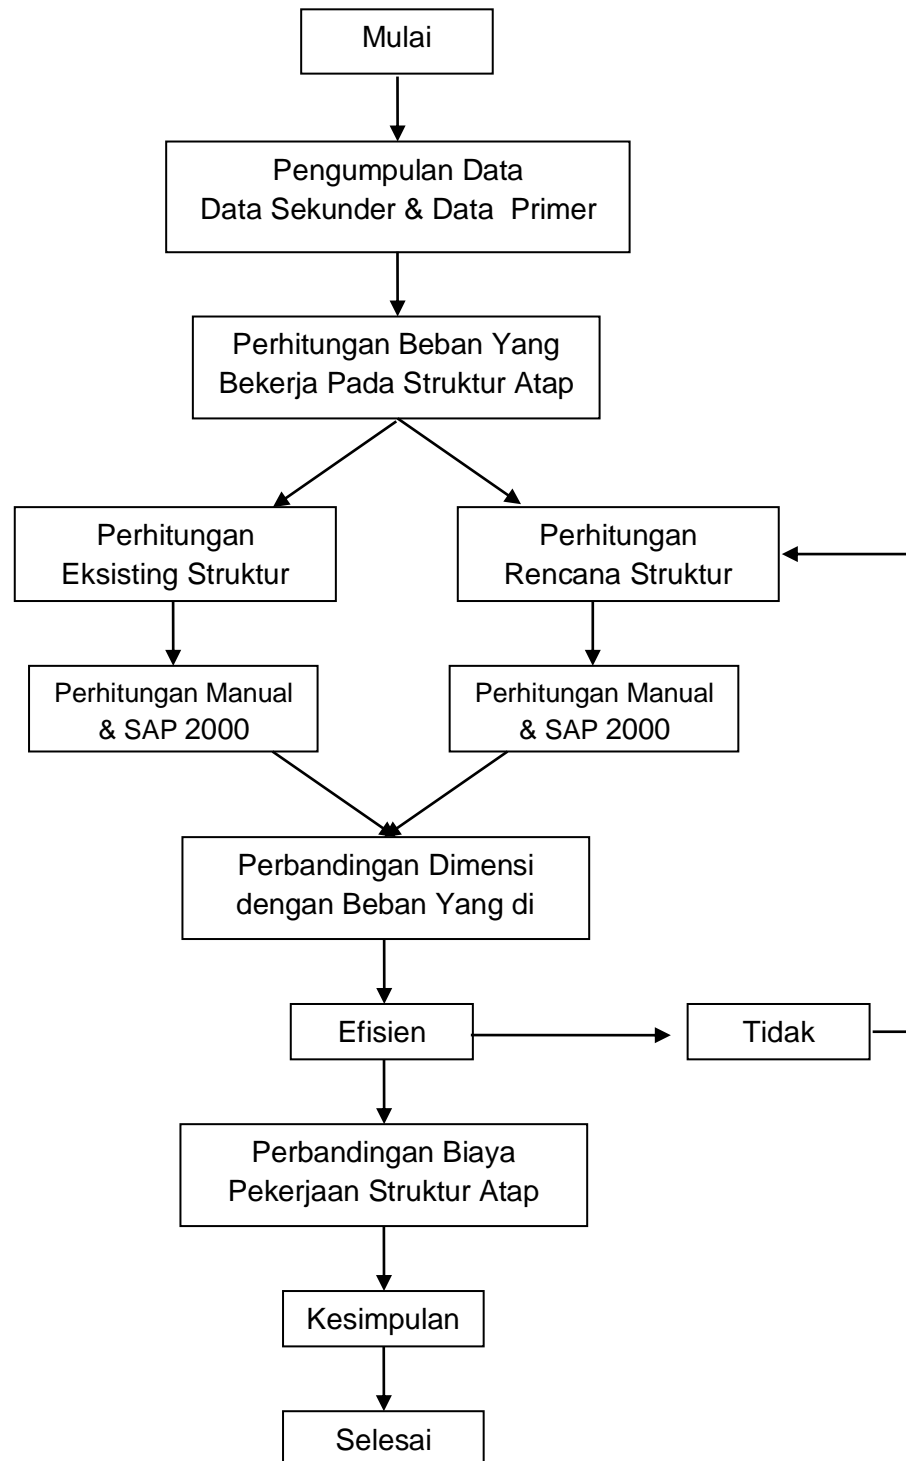 Mulai
Pengumpulan Data
Data Sekunder & Data Primer
Perhitungan Beban Yang
Bekerja Pada Struktur Atap
Perhitungan
Eksisting Struktur
Perhitungan
Rencana Struktur
Perhitungan Manual
& SAP 2000
Perhitungan Manual
& SAP 2000
Perbandingan Dimensi
dengan Beban Yang di
Efisien
Tidak
Perbandingan Biaya
Pekerjaan Struktur Atap
Kesimpulan
Selesai